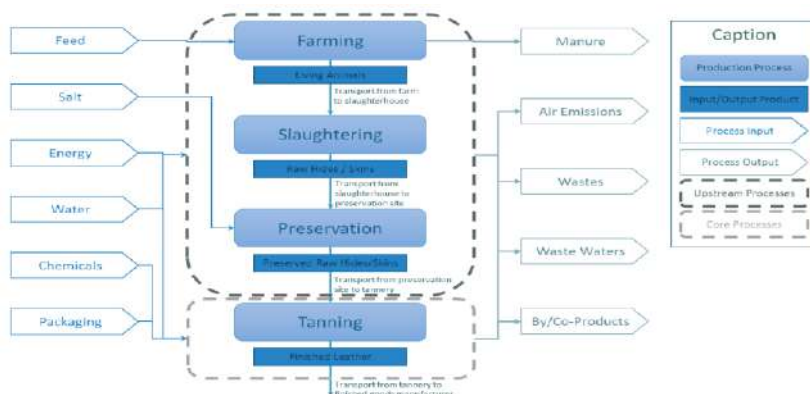 Feed
Salt
Energy
Water
Chemicals
Packaging
Farming
Living Animals
Transport from farm
to slaughterhouse
Slaughtering
Raw Hides / Skins
Transport from
slaughterhouse to
preservation site
Preservation
Preserved Raw Hides/Skins
Transport from preservation
site to tannery
Tanning
Finished Leather
Transport from tannery to
Manure
Air Emissions
Wastes
Waste Waters
By/Co-Products
Caption
Production Process
Input/Output Product
Process Input
Process Output
Upstream Processes
Core Processes